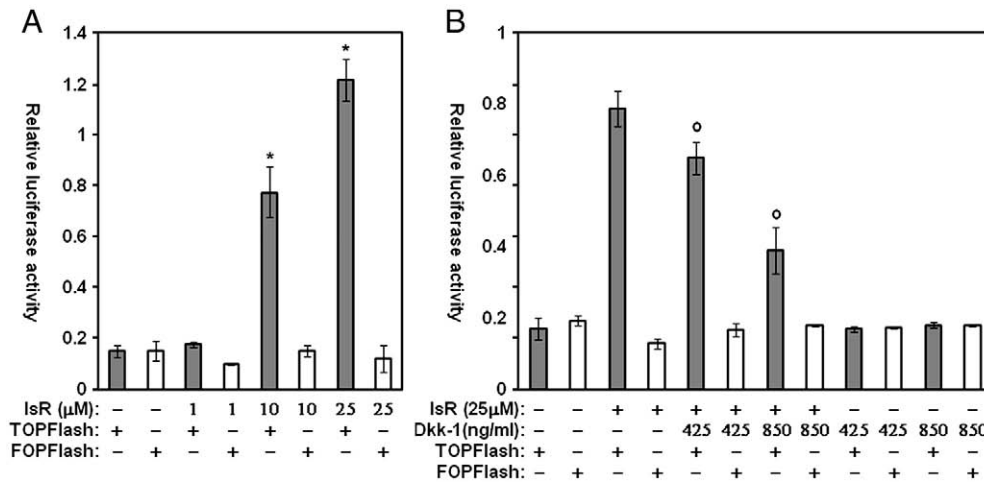 A
Relative luciferase activity
1.4
1.2
1
0.8
0.6
0.4
0.2
0
* *
IsR (µM): – – 1 1 10 10 25 25
TOPFlash: + – + – + – + –
FOPFlash: – + – + – + – +
B
Relative luciferase activity
1
0.8
0.6
0.4
0.2
0
o o
IsR (25µM) – – + + + + + + – – – –
Dkk-1(ng/ml): – – – – 425 425 850 850 425 425 850 850
TOPFlash: + – + – + – + – + – + –
FOPFlash: – + – + – + – + – + – +